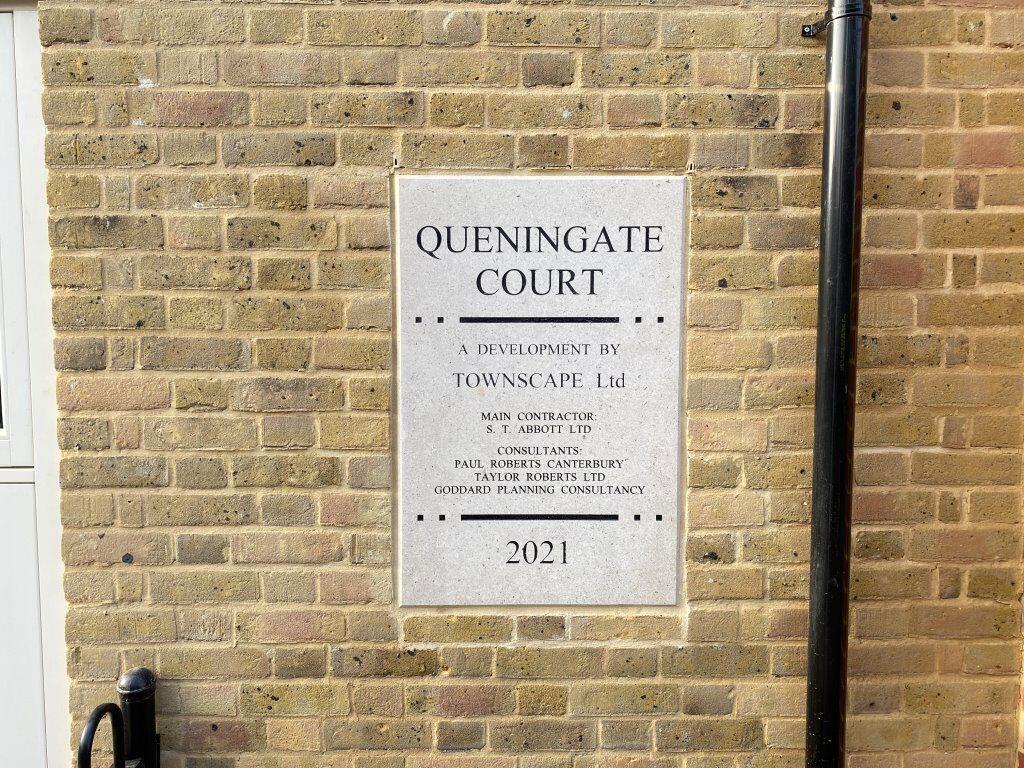 QUENINGATE
COURT
A DEVELOPMENT BY
TOWNSCAPE Ltd
MAIN CONTRACTOR:
S. T. ABBOTT LTD
CONSULTANTS:
PAUL ROBERTS CANTERBURY
TAYLOR ROBERTS LTD
GODDARD PLANNING CONSULTANCY
2021